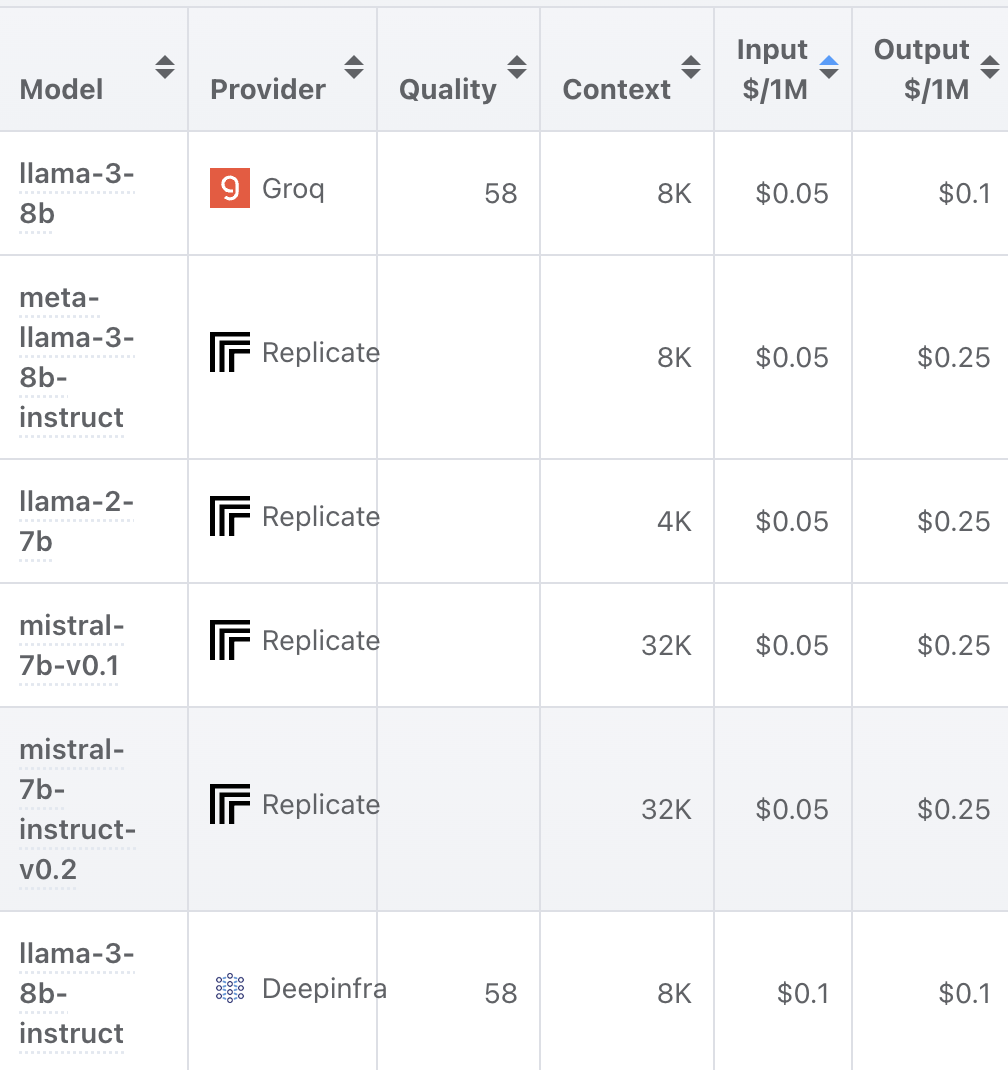 Model Provider Quality Context Input $/1M Output $/1M
llama-3-
8b
Groq 58 8K $0.05 $0.1
meta-
llama-3-
8b-
instruct
Replicate 8K $0.05 $0.25
llama-2-
7b
Replicate 4K $0.05 $0.25
mistral-
7b-v0.1
Replicate 32K $0.05 $0.25
mistral-
7b-
instruct-
v0.2
Replicate 32K $0.05 $0.25
llama-3-
8b-
instruct
Deepinfra 58 8K $0.1 $0.1